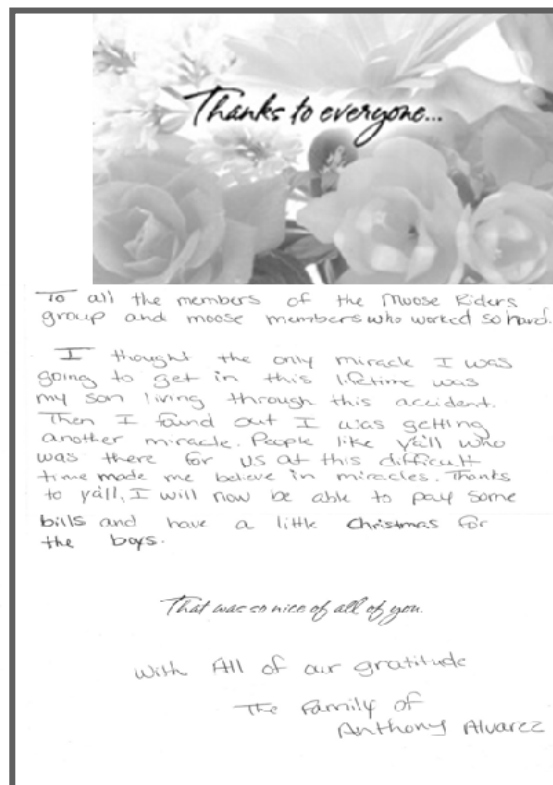 Thanks to everyone...
To all the members of the Moose Riders
group and moose members who worked so hard.
I thought the only miracle I was
going to get in this lifetime was
my son living through this accident.
Then I found out I was getting
another miracle. People like ya'll who
was there for us at this difficult
time made me believe in miracles. Thanks
to ya'll, I will now be able to pay some
bills and have a little Christmas for
the boys.
That was so nice of all of you.
With All of our gratitude
The Family of
Anthony Alvarez